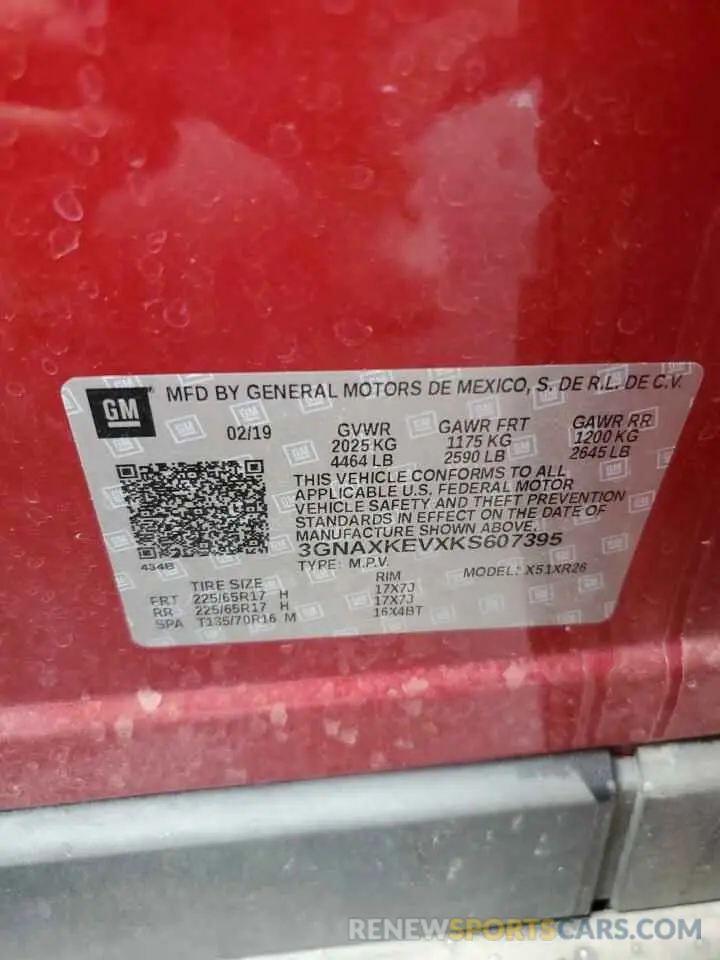 GM MFD BY GENERAL MOTORS DE MEXICO, S. DE R.L. DE C.V.
02/19 GVWR GAWR FRT GAWR RR
2025 KG 1175 KG 1200 KG
4464 LB 2590 LB 2645 LB
THIS VEHICLE CONFORMS TO ALL
APPLICABLE U.S. FEDERAL MOTOR
VEHICLE SAFETY AND THEFT PREVENTION
STANDARDS IN EFFECT ON THE DATE OF
MANUFACTURE SHOWN ABOVE.
3GNAXKEVXKS607395
434B TYPE: M.P.V. MODEL: X51XR26
TIRE SIZE RIM
FRT 225/65R17 H 17X7J
RR 225/65R17 H 17X7J
SPA T135/70R16 M 16X4BT
RENEWSPORTSCARS.COM